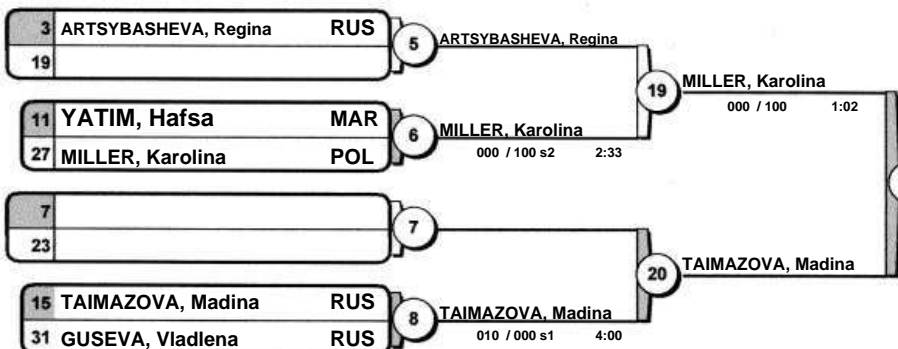 3 ARTSYBASHEVA, Regina RUS
19
5
ARTSYBASHEVA, Regina
11 YATIM, Hafsa MAR
27 MILLER, Karolina POL
6
MILLER, Karolina
000 / 100 s2 2:33
19
MILLER, Karolina
000 / 100 1:02
7
23
7
15 TAIMAZOVA, Madina RUS
31 GUSEVA, Vladlena RUS
8
TAIMAZOVA, Madina
010 / 000 s1 4:00
20
TAIMAZOVA, Madina